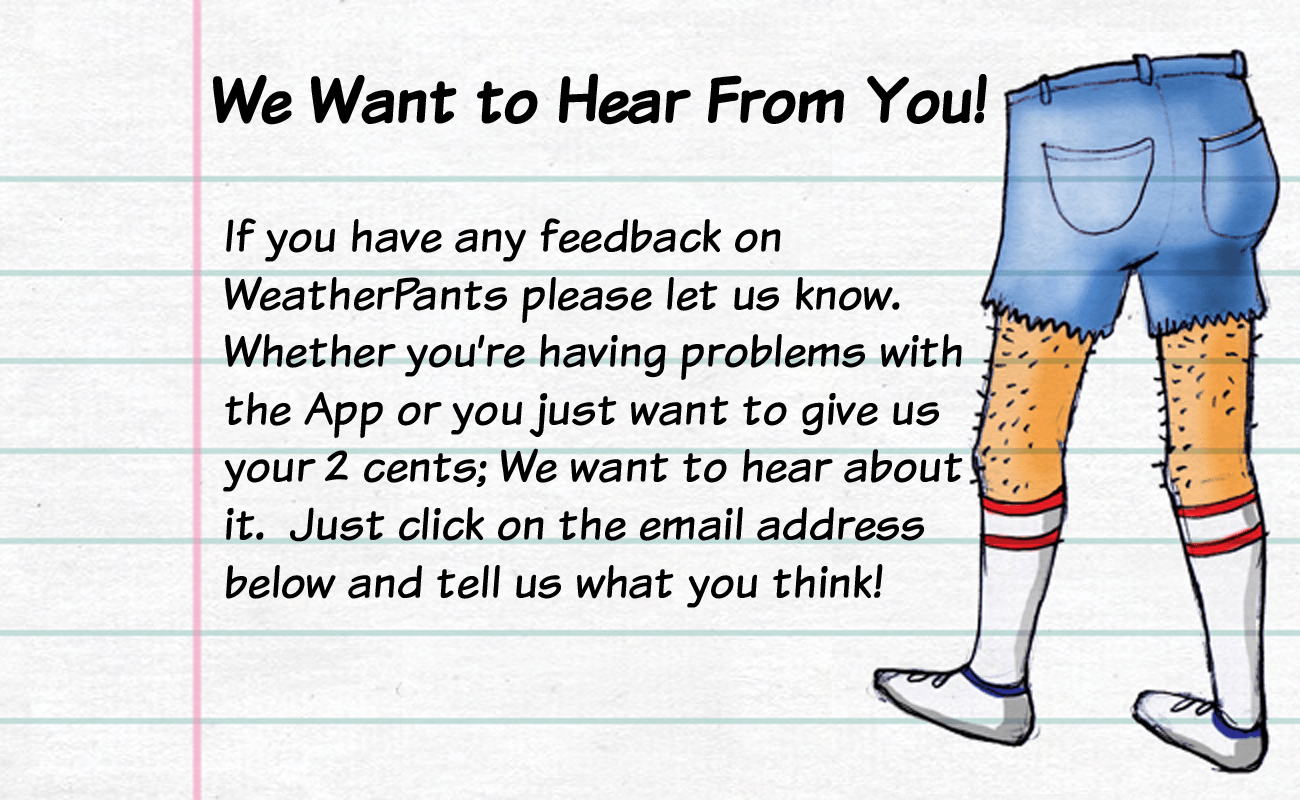 We Want to Hear From You!
If you have any feedback on
WeatherPants please let us know.
Whether you're having problems with
the App or you just want to give us
your 2 cents; We want to hear about
it.  Just click on the email address
below and tell us what you think!